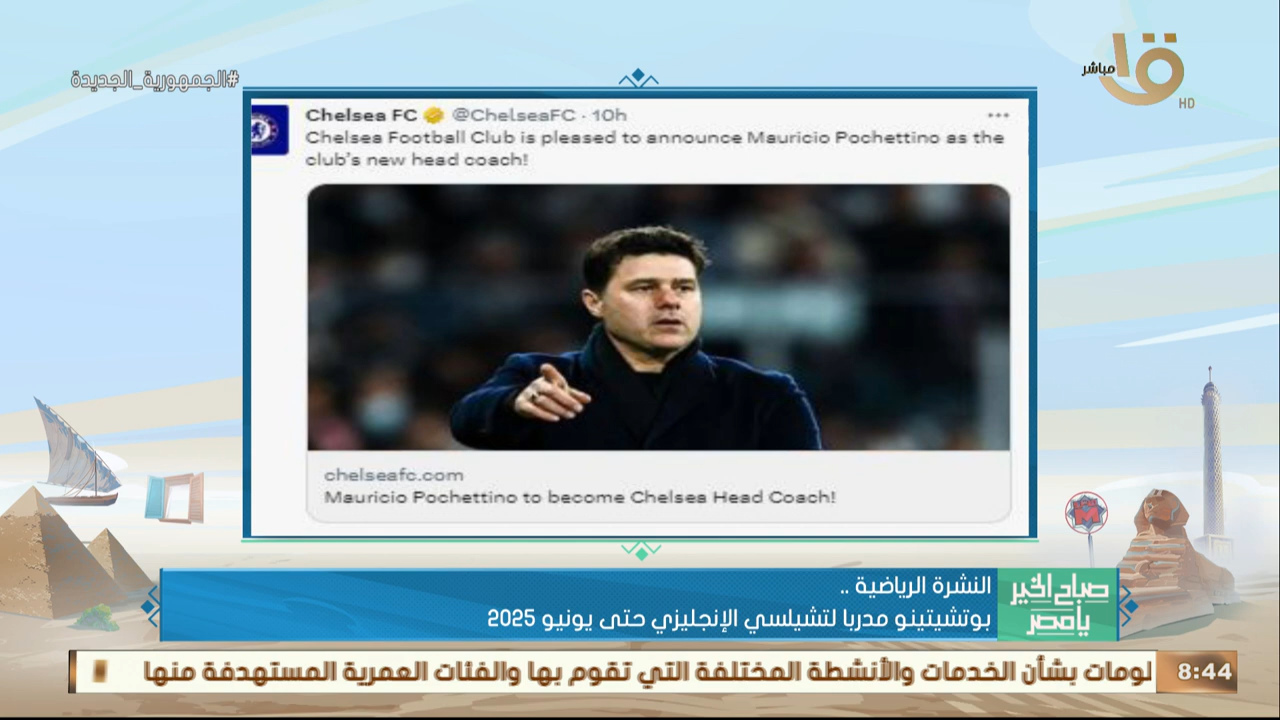 #الجمهورية_الجديدة
مباشر
HD
Chelsea FC @ChelseaFC · 10h
Chelsea Football Club is pleased to announce Mauricio Pochettino as the
club's new head coach!
chelseafc.com
Mauricio Pochettino to become Chelsea Head Coach!
النشرة الرياضية ..
بوتشيتينو مدربا لتشيلسي الإنجليزي حتى يونيو 2025
صباح الخير
يا مصر
8:44
لومات بشأن الخدمات والأنشطة المختلفة التي تقوم بها والفئات العمرية المستهدفة منها